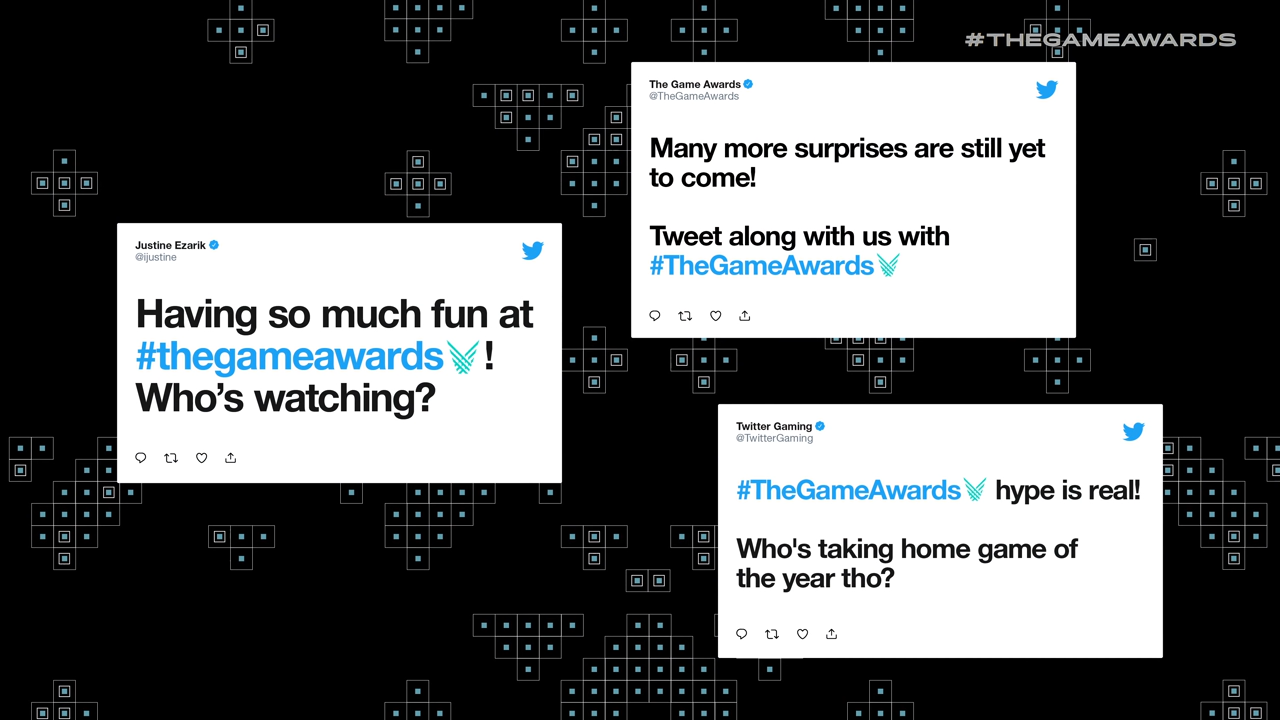 #THEGAMEAWARDS
The Game Awards
@TheGameAwards
Many more surprises are still yet
to come!
Tweet along with us with
#TheGameAwards
Justine Ezarik
@ijustine
Having so much fun at
#thegameawards!
Who’s watching?
Twitter Gaming
@TwitterGaming
#TheGameAwards hype is real!
Who's taking home game of
the year tho?